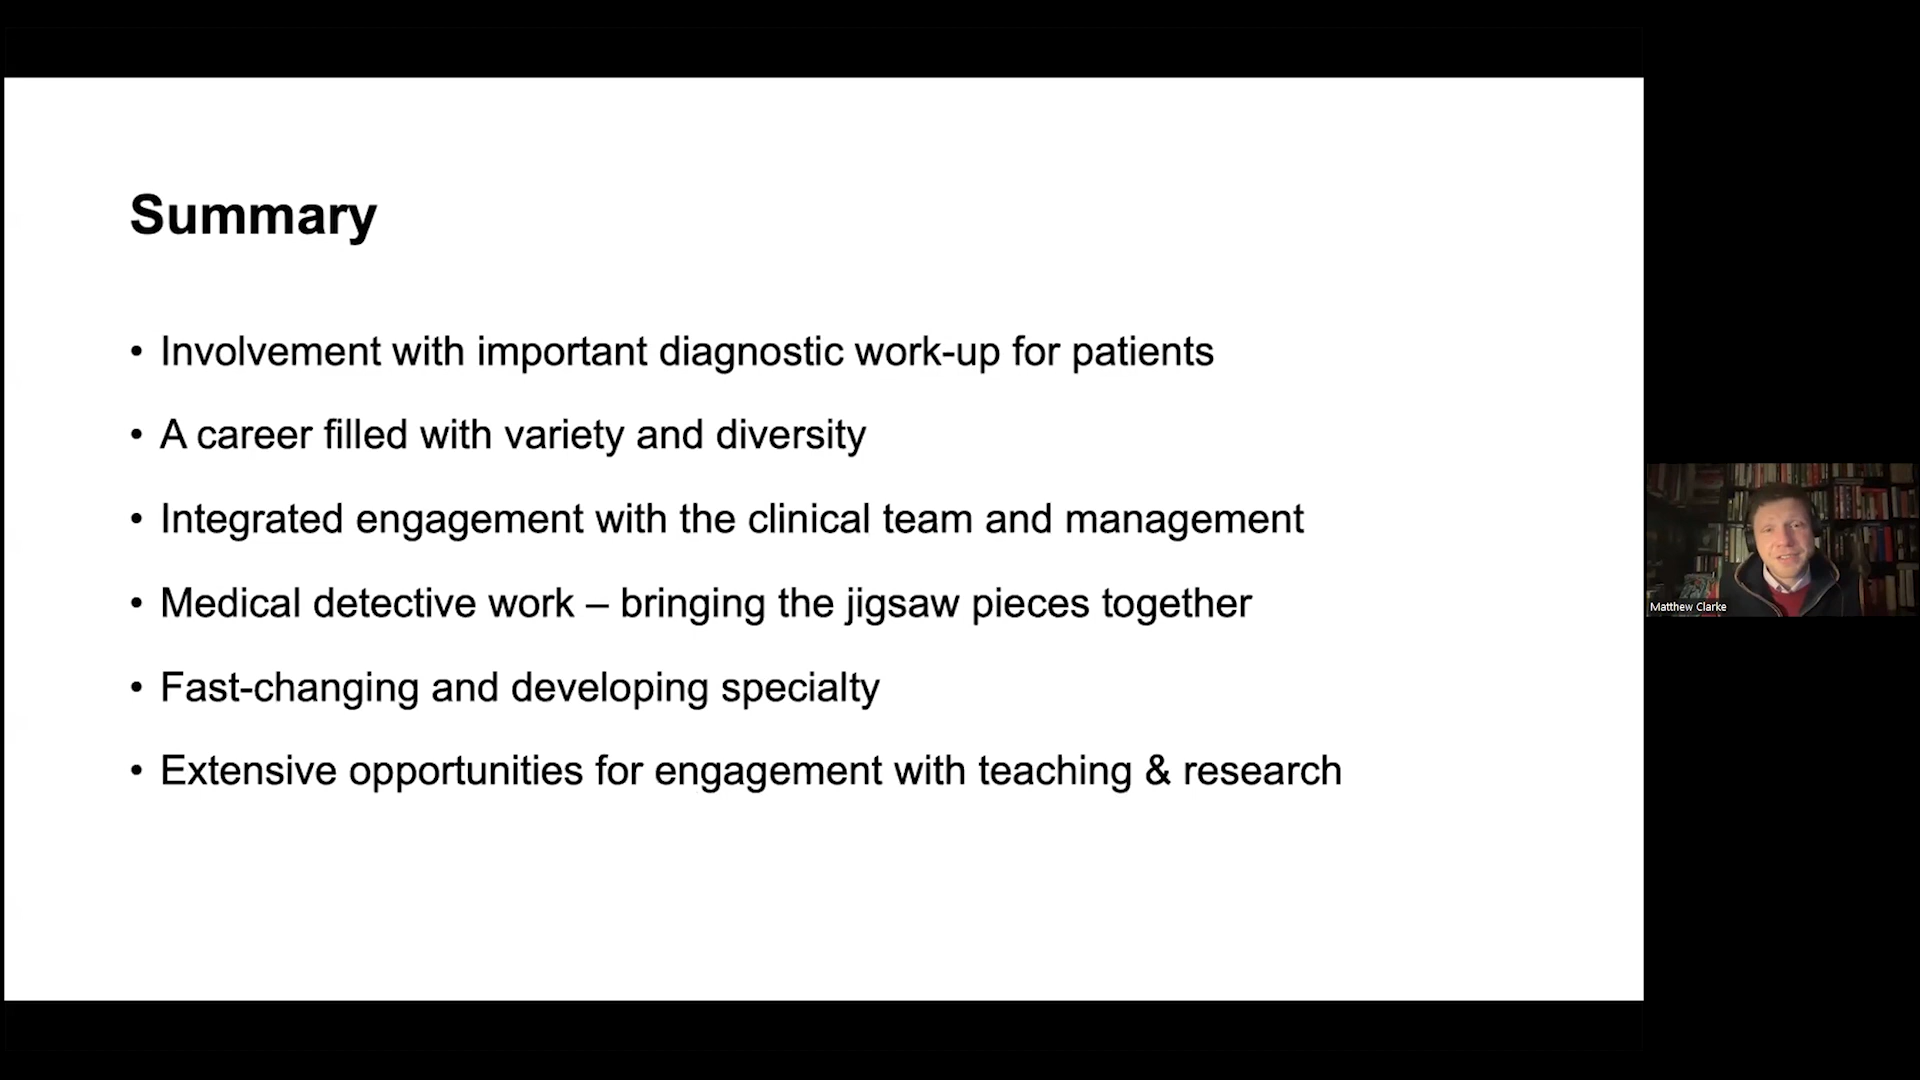 Summary
• Involvement with important diagnostic work-up for patients
• A career filled with variety and diversity
• Integrated engagement with the clinical team and management
• Medical detective work – bringing the jigsaw pieces together
• Fast-changing and developing specialty
• Extensive opportunities for engagement with teaching & research
Matthew Clarke